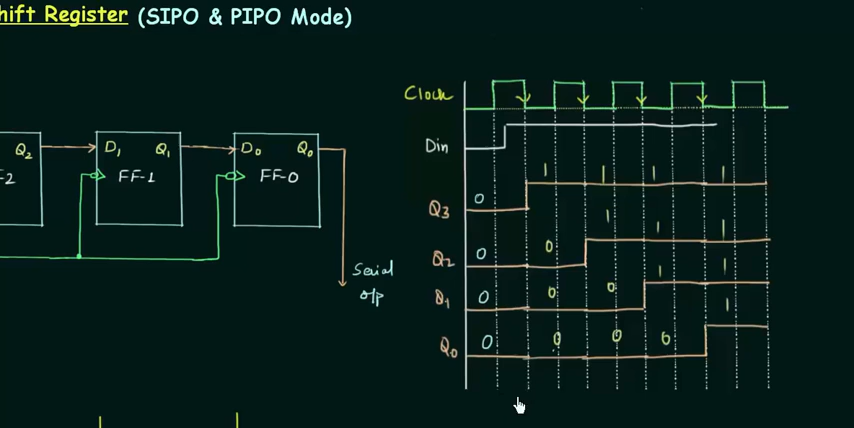 hift Register (SIPO & PIPO Mode)
Clock
Din
Q2 D1 Q1 D0 Q0
F-2 FF-1 FF-0
Q3 0 1 1 1 1
Q2 0 0 1 1 1
Q1 0 0 0 1 1
Q0 0 0 0 0 1
Serial
o/p